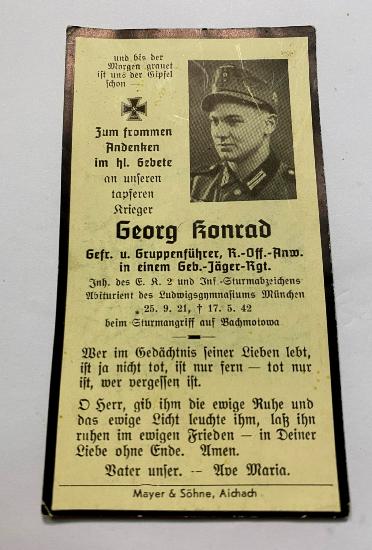 und bis der
Morgen grauet
ist uns der Gipfel
schon —
Zum frommen
Andenken
im hl. Gebete
an unseren
tapferen
Krieger
Georg Konrad
Gefr. u. Gruppenführer, R.-Off.-Anw.
in einem Geb.-Jäger-Rgt.
Inh. des E. K. 2 und Inf.-Sturmabzeichens
Abiturient des Ludwigsgymnasiums München
25. 9. 21, † 17. 5. 42
beim Sturmangriff auf Bachmotowa
Wer im Gedächtnis seiner Lieben lebt,
ist ja nicht tot, ist nur fern — tot nur
ist, wer vergessen ist.
O Herr, gib ihm die ewige Ruhe und
das ewige Licht leuchte ihm, laß ihn
ruhen im ewigen Frieden — in Deiner
Liebe ohne Ende. Amen.
Vater unser. -- Ave Maria.
Mayer & Söhne, Aichach